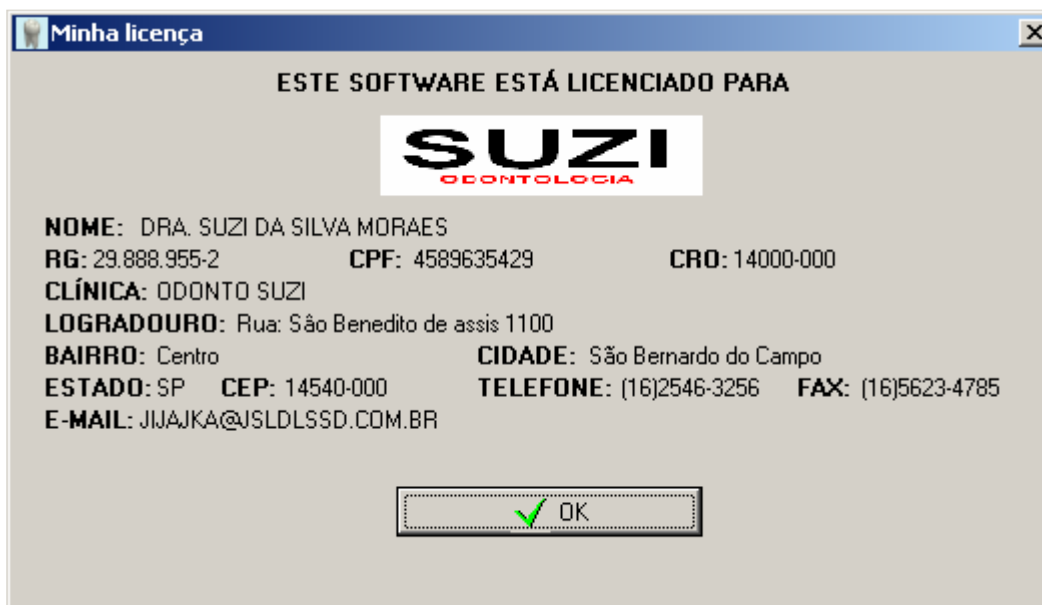 Minha licença
ESTE SOFTWARE ESTÁ LICENCIADO PARA
SUZI
ODONTOLOGIA
NOME: DRA. SUZI DA SILVA MORAES
RG: 29.888.955-2 CPF: 4589635429 CRO: 14000-000
CLÍNICA: ODONTO SUZI
LOGRADOURO: Rua: São Benedito de assis 1100
BAIRRO: Centro CIDADE: São Bernardo do Campo
ESTADO: SP CEP: 14540-000 TELEFONE: (16)2546-3256 FAX: (16)5623-4785
E-MAIL: JIJAJKA@JSLDLSSD.COM.BR
OK